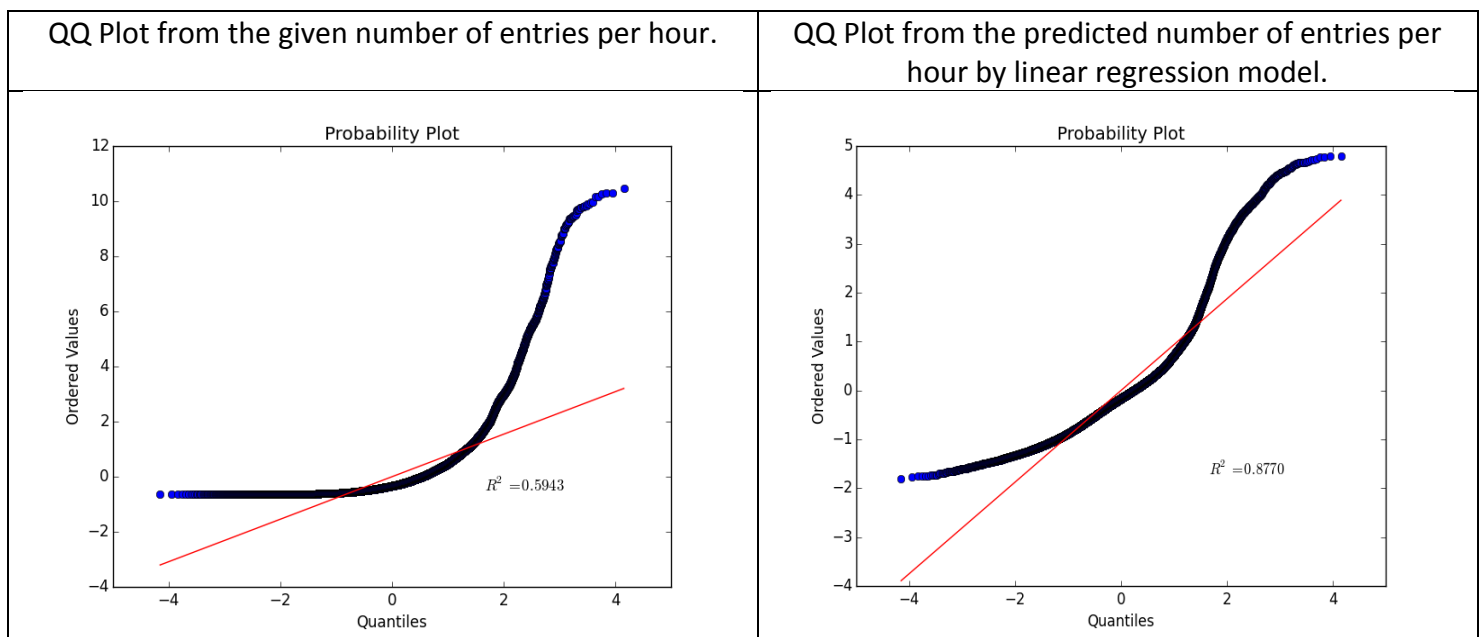 QQ Plot from the given number of entries per hour.
QQ Plot from the predicted number of entries per
hour by linear regression model.
Probability Plot
12
10
8
6
4
2
0
−2
−4
Ordered Values
R² =0.5943
−4
−2
0
2
4
Quantiles
Probability Plot
5
4
3
2
1
0
−1
−2
−3
−4
Ordered Values
R² =0.8770
−4
−2
0
2
4
Quantiles